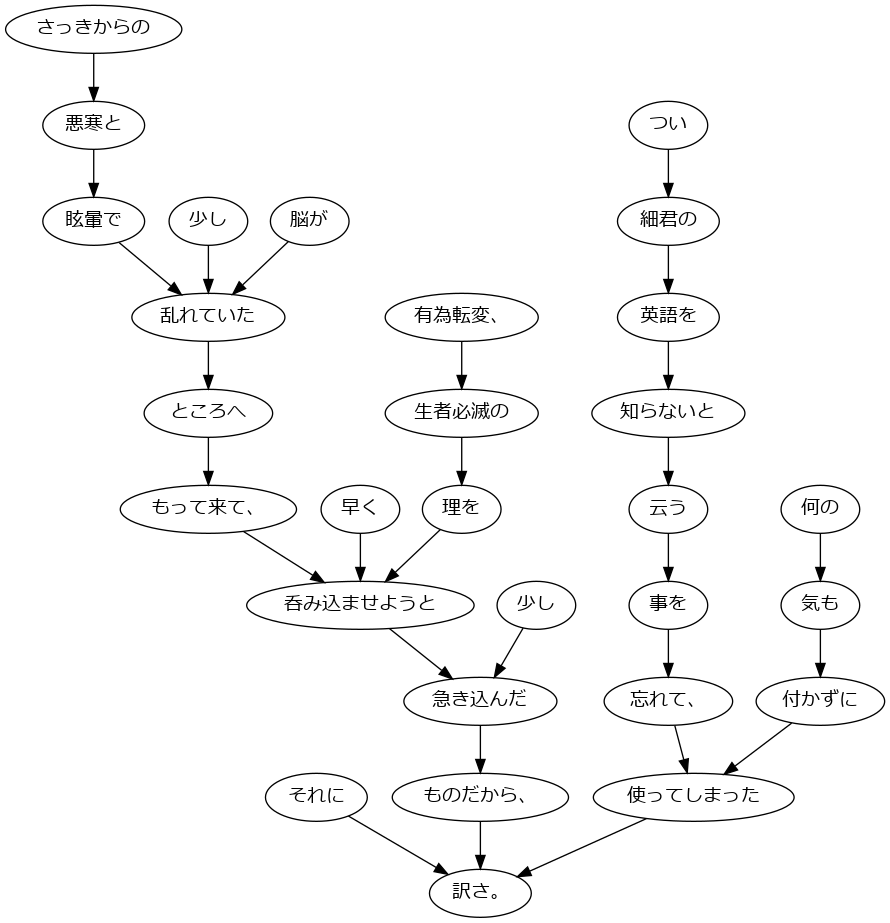 さっきからの
悪寒と
つい
眩暈で
少し
脳が
細君の
乱れていた
有為転変、
英語を
ところへ
生者必滅の
知らないと
もって来て、
早く
理を
云う
何の
呑み込ませようと
少し
事を
気も
急き込んだ
忘れて、
付かずに
それに
ものだから、
使ってしまった
訳さ。